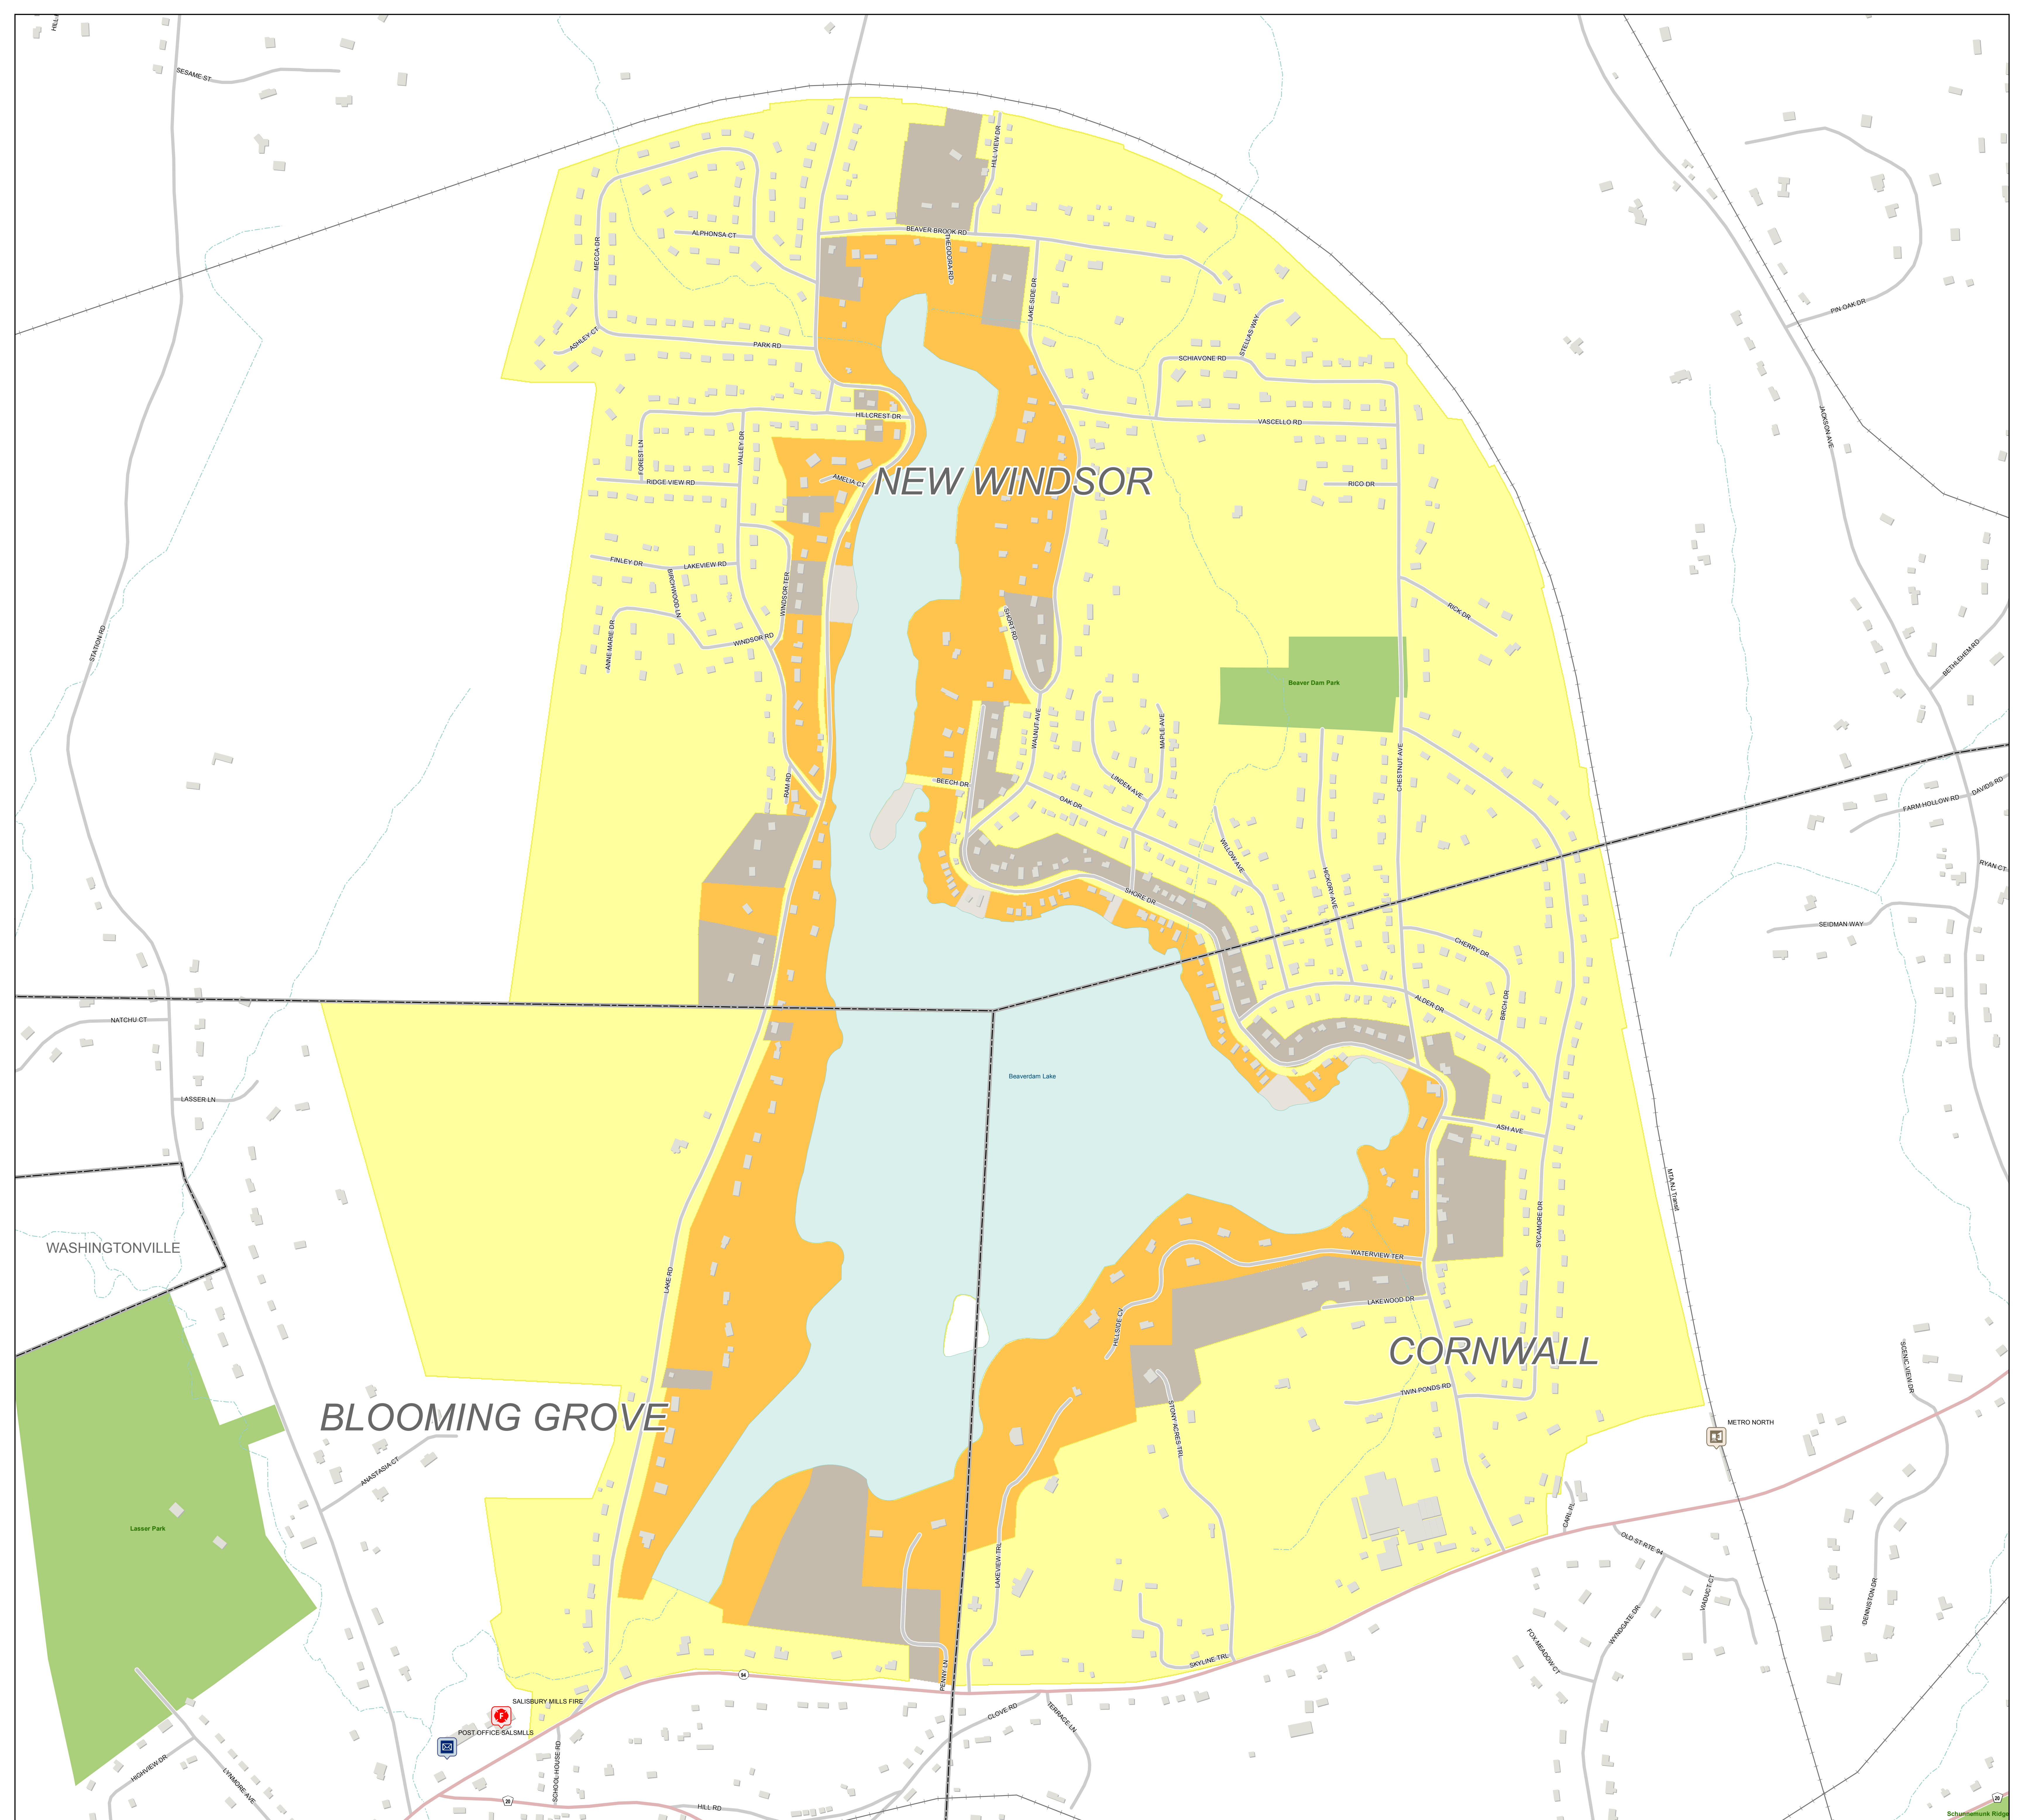 HILL
SESAME ST
HILL VIEW DR
ALPHONSA CT
BEAVER BROOK RD
THEODORA RD
MECCA DR
LAKE SIDE DR
PIN OAK DR
ASHLEY CT
PARK RD
STELLAS WAY
SCHIAVONE RD
HILLCREST DR
VASCELLO RD
JACKSON AVE
FOREST LN
VALLEY DR
RIDGE VIEW RD
AMELIA CT
NEW WINDSOR
RICO DR
FINLEY DR
LAKEVIEW RD
BIRCHWOOD LN
WINDSOR TER
SHORT RD
RICK DR
STATION RD
ANNE MARIE DR
WINDSOR RD
BETHLEHEM RD
Beaver Dam Park
WALNUT AVE
MAPLE AVE
CHESTNUT AVE
RAM RD
BEECH DR
LINDEN AVE
OAK DR
DAVIDS RD
FARM HOLLOW RD
WILLOW AVE
RYAN CT
HICKORY AVE
SHORE DR
SEIDMAN WAY
CHERRY DR
ALDER DR
BIRCH DR
NATCHU CT
Beaverdam Lake
LASSER LN
ASH AVE
MTA/NJ Transit
SYCAMORE DR
WASHINGTONVILLE
WATERVIEW TER
LAKE RD
LAKEWOOD DR
HILLSIDE CV
CORNWALL
SCENIC VIEW DR
TWIN PONDS RD
BLOOMING GROVE
STONY ACRES TRL
METRO NORTH
ANASTASIA CT
Lasser Park
CARL PL
OLD ST RTE 94
LAKEVIEW TRL
VIADUCT CT
DENNISTON DR
WYNDGATE DR
FOX MEADOW CT
SKYLINE TRL
PENNY LN
94
SALISBURY MILLS FIRE
F
POST OFFICE SALSMLLS
CLOVE RD
TERRACE LN
HIGHVIEW DR
LYNMORE AVE
SCHOOL HOUSE RD
20
HILL RD
20
Schunnemunk Ridge